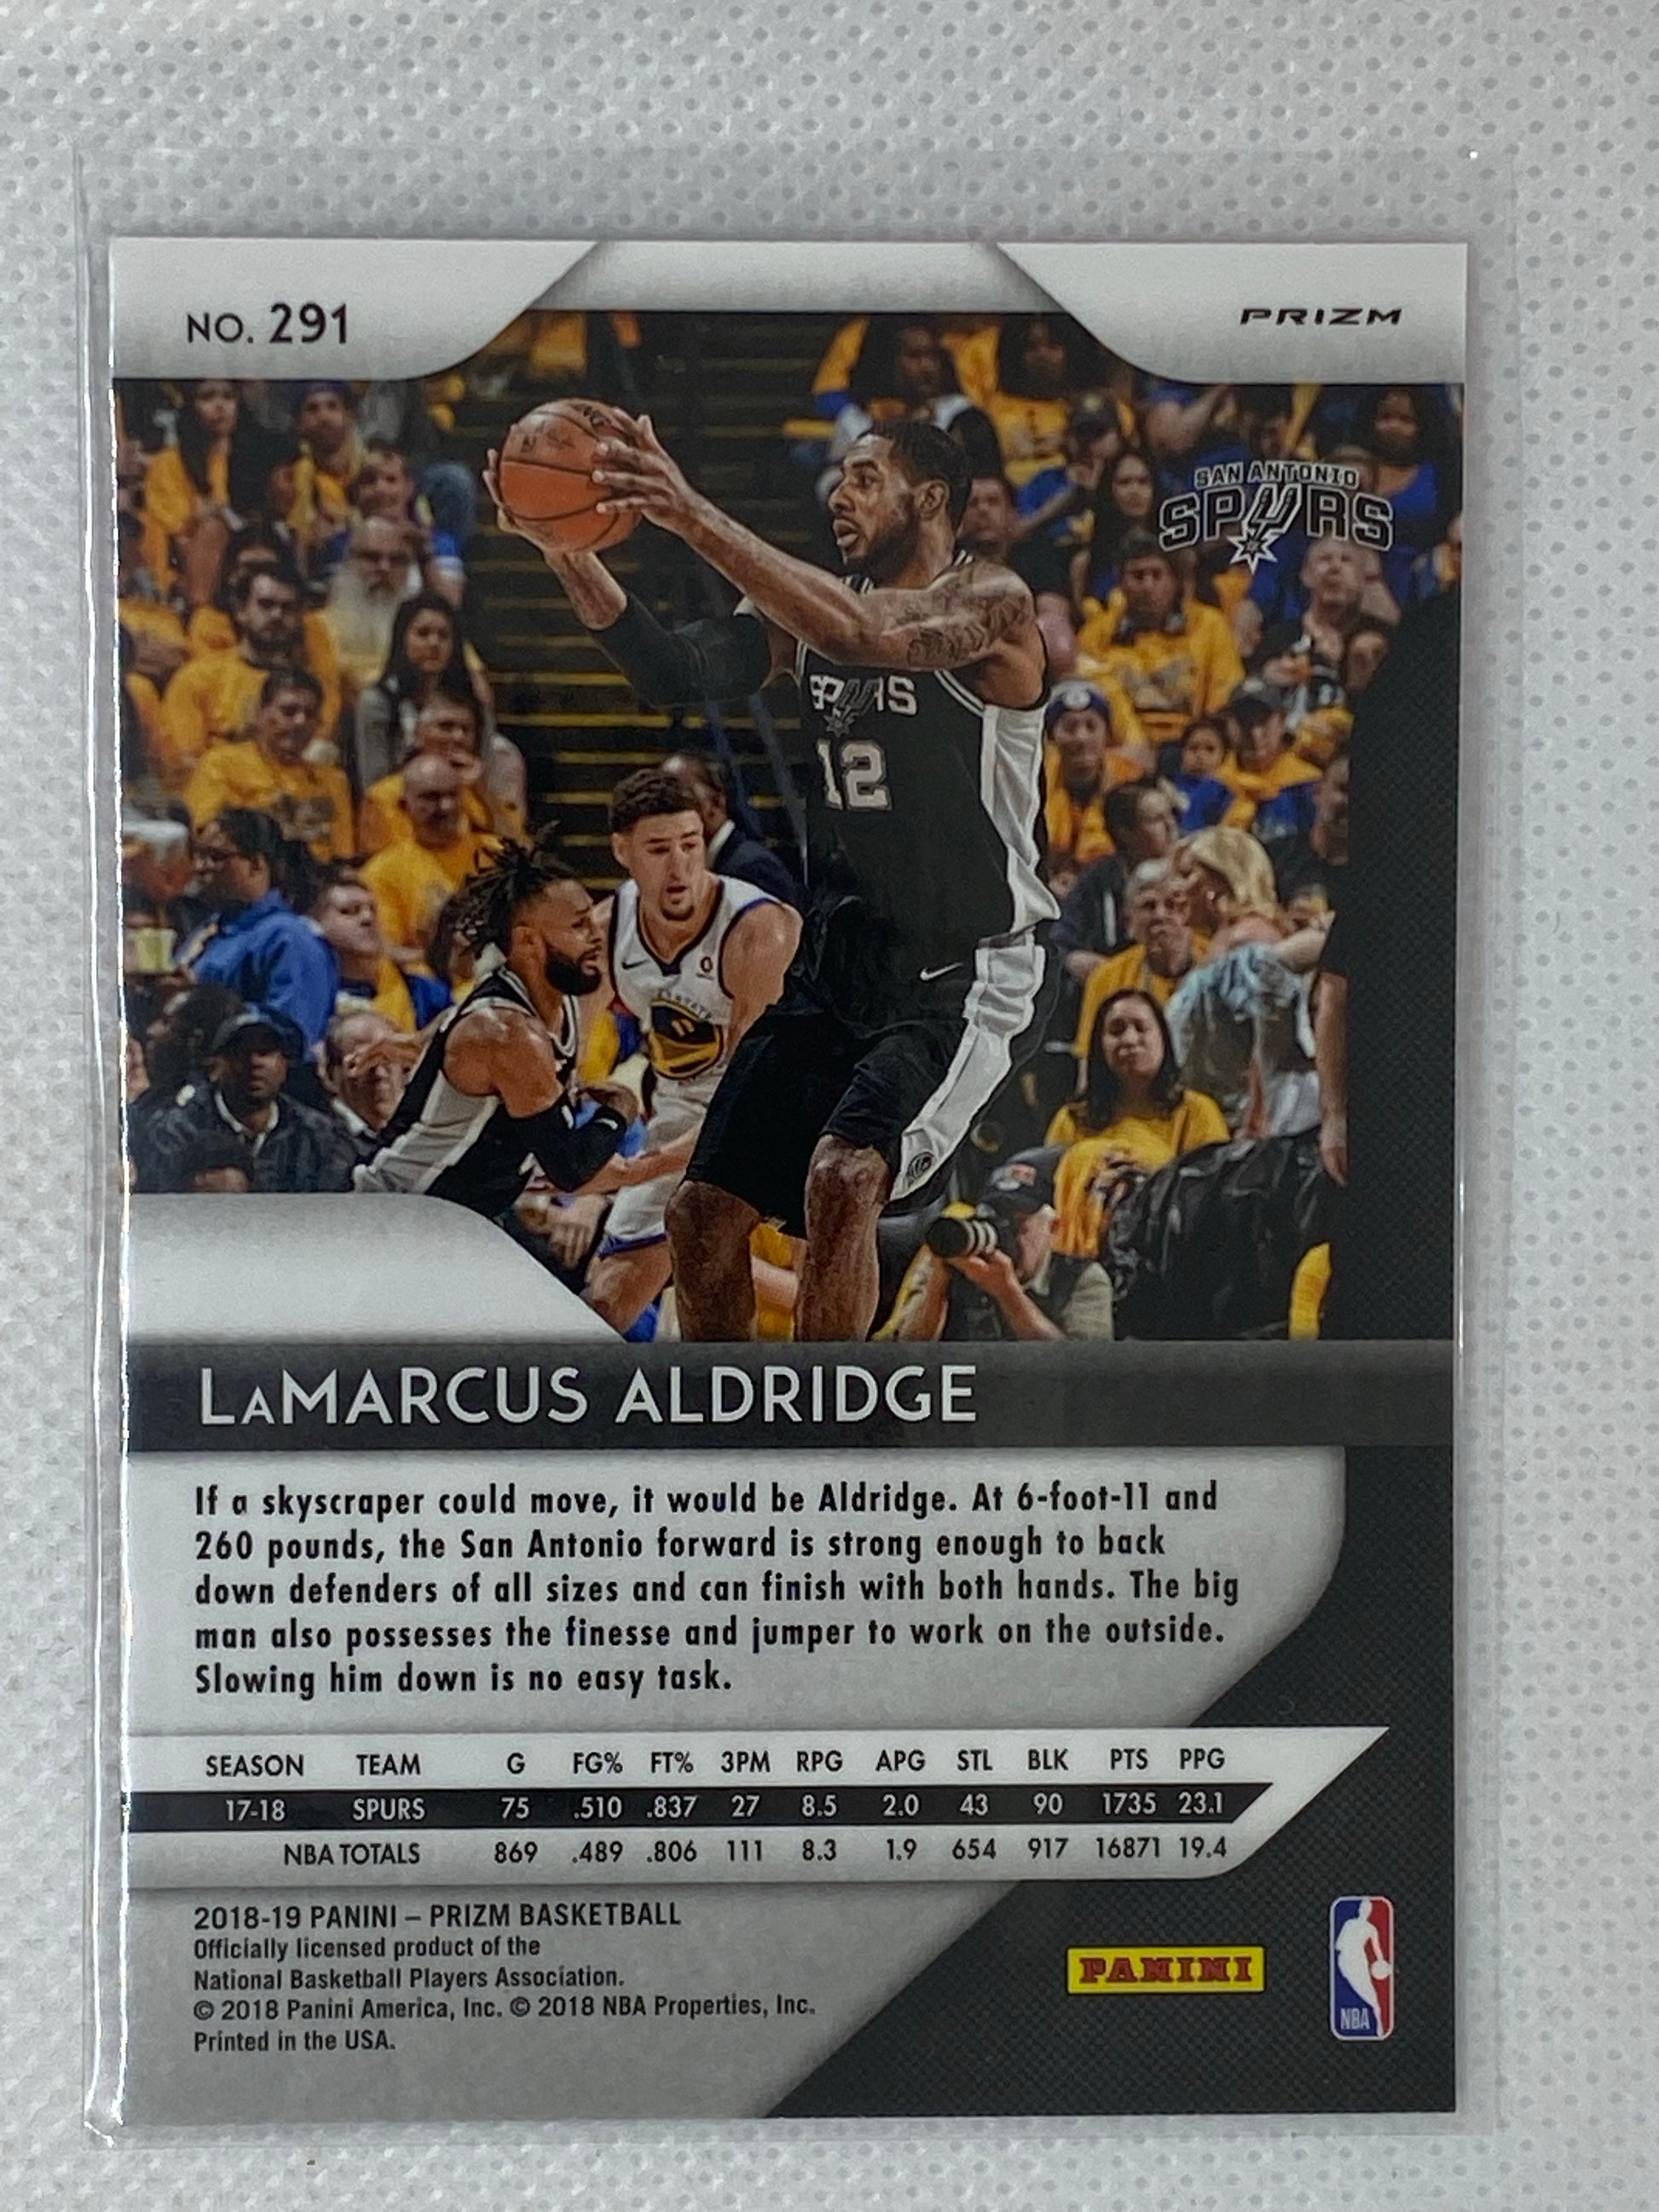 NO. 291
PRIZM
SAN ANTONIO
SPURS
SPURS
12
11
LaMARCUS ALDRIDGE
If a skyscraper could move, it would be Aldridge. At 6-foot-11 and
260 pounds, the San Antonio forward is strong enough to back
down defenders of all sizes and can finish with both hands. The big
man also possesses the finesse and jumper to work on the outside.
Slowing him down is no easy task.
SEASON TEAM G FG% FT% 3PM RPG APG STL BLK PTS PPG
17-18 SPURS 75 .510 .837 27 8.5 2.0 43 90 1735 23.1
NBA TOTALS 869 .489 .806 111 8.3 1.9 654 917 16871 19.4
2018-19 PANINI – PRIZM BASKETBALL
Officially licensed product of the
National Basketball Players Association.
© 2018 Panini America, Inc. © 2018 NBA Properties, Inc.
Printed in the USA.
PANINI
NBA